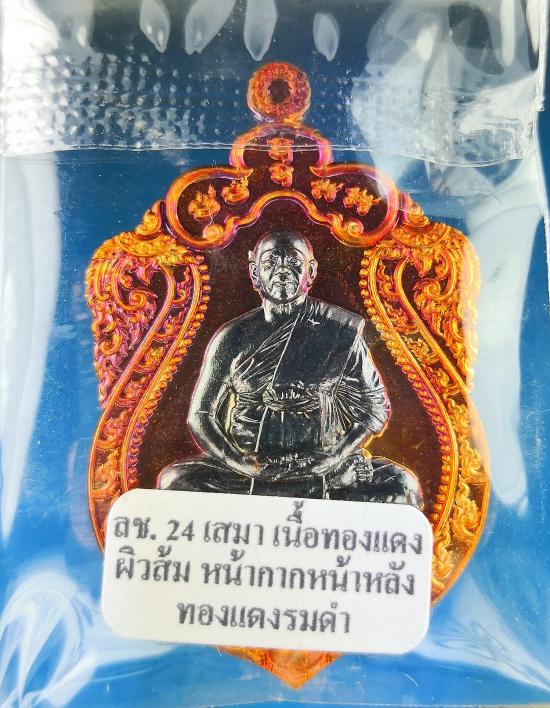 ลช. 24 เสมา เนื้อทองแดง
ผิวส้ม หน้ากากหน้าหลัง
ทองแดงรมดำ